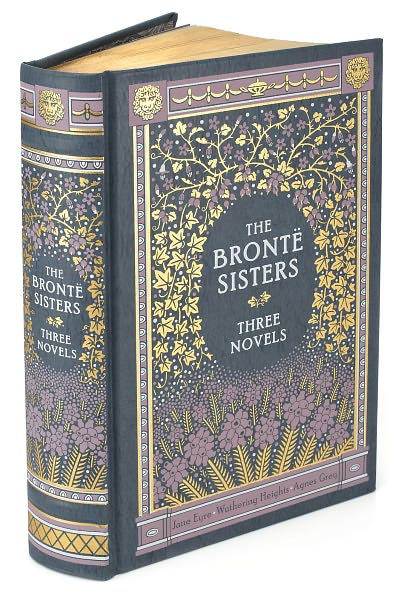 THE
BRONTË
SISTERS
THREE
NOVELS
THE
BRONTË
SISTERS
THREE
NOVELS
Jane Eyre · Wuthering Heights · Agnes Grey